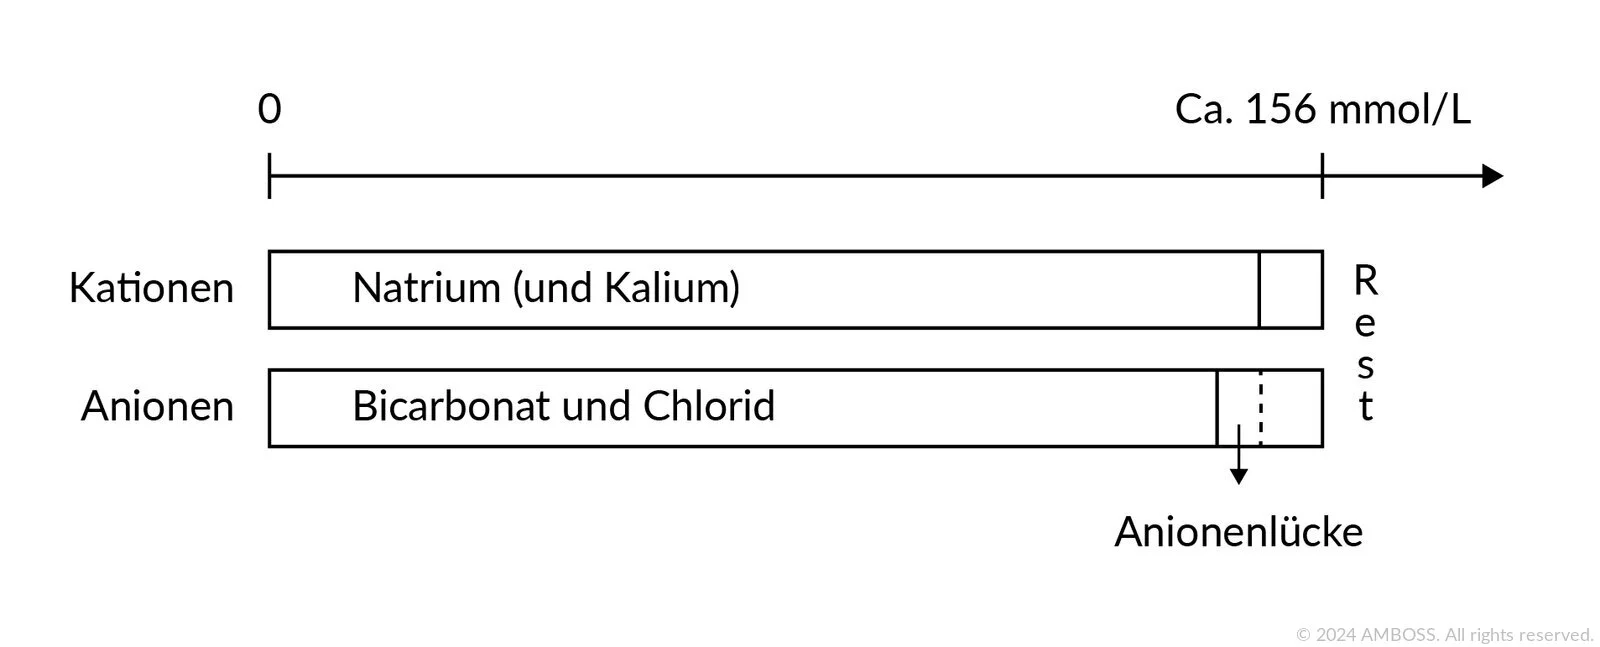 0
Ca. 156 mmol/L
Kationen
Natrium (und Kalium)
Rest
Anionen
Bicarbonat und Chlorid
Anionenlücke
© 2024 AMBOSS. All rights reserved.